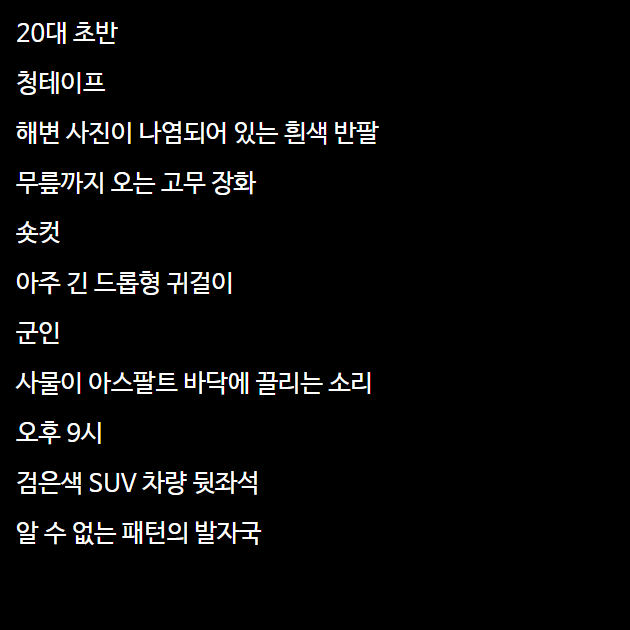 20대 초반
청테이프
해변 사진이 나염되어 있는 흰색 반팔
무릎까지 오는 고무 장화
숏컷
아주 긴 드롭형 귀걸이
군인
사물이 아스팔트 바닥에 끌리는 소리
오후 9시
검은색 SUV 차량 뒷좌석
알 수 없는 패턴의 발자국